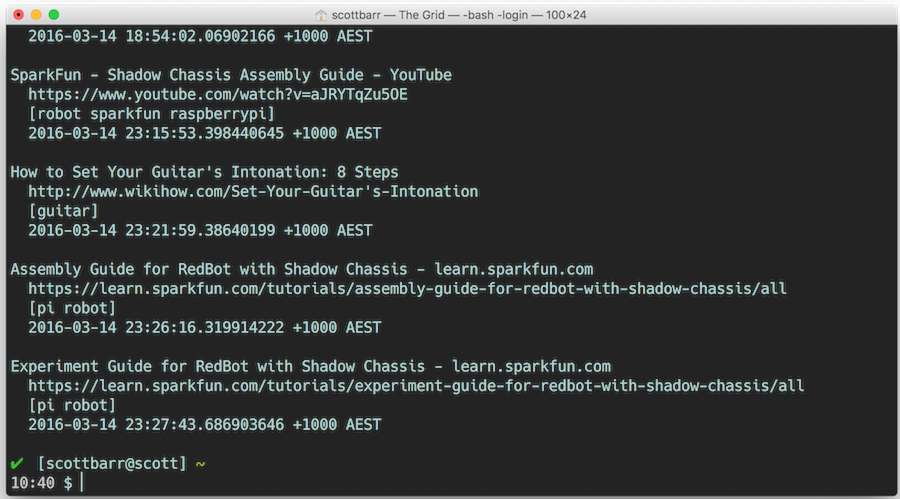 scottbarr — The Grid — -bash -login — 100×24
2016-03-14 18:54:02.06902166 +1000 AEST
SparkFun - Shadow Chassis Assembly Guide - YouTube
https://www.youtube.com/watch?v=aJRYTqZu5OE
[robot sparkfun raspberrypi]
2016-03-14 23:15:53.398440645 +1000 AEST
How to Set Your Guitar's Intonation: 8 Steps
http://www.wikihow.com/Set-Your-Guitar's-Intonation
[guitar]
2016-03-14 23:21:59.38640199 +1000 AEST
Assembly Guide for RedBot with Shadow Chassis - learn.sparkfun.com
https://learn.sparkfun.com/tutorials/assembly-guide-for-redbot-with-shadow-chassis/all
[pi robot]
2016-03-14 23:26:16.319914222 +1000 AEST
Experiment Guide for RedBot with Shadow Chassis - learn.sparkfun.com
https://learn.sparkfun.com/tutorials/experiment-guide-for-redbot-with-shadow-chassis/all
[pi robot]
2016-03-14 23:27:43.686903646 +1000 AEST
✔ [scottbarr@scott] ~
10:40 $